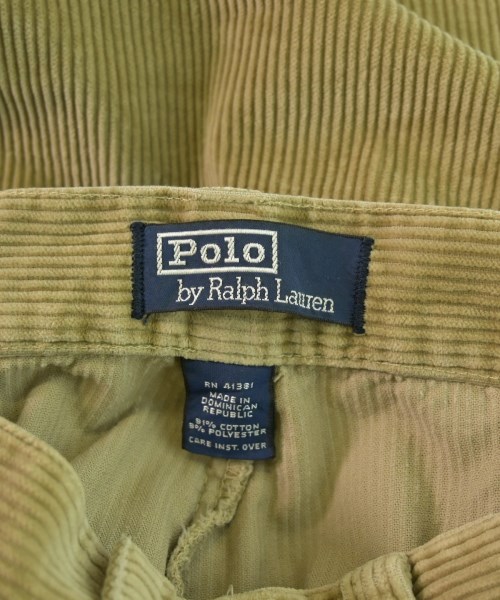 Polo
by Ralph Lauren
RN 41381
MADE IN
DOMINICAN
REPUBLIC
91% COTTON
9% POLYESTER
CARE INST. OVER